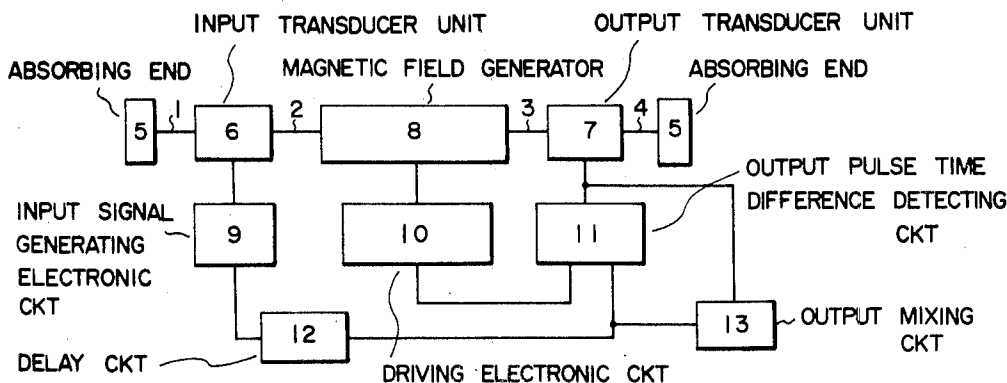 INPUT TRANSDUCER UNIT
OUTPUT TRANSDUCER UNIT
ABSORBING END
MAGNETIC FIELD GENERATOR
ABSORBING END
1
2
3
4
5
6
8
7
5
INPUT SIGNAL
GENERATING
ELECTRONIC
CKT
9
10
11
OUTPUT PULSE TIME
DIFFERENCE DETECTING
CKT
12
13
DELAY CKT
DRIVING ELECTRONIC CKT
OUTPUT MIXING
CKT